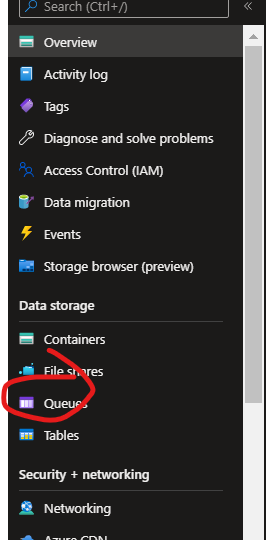 Search (Ctrl+/)
Overview
Activity log
Tags
Diagnose and solve problems
Access Control (IAM)
Data migration
Events
Storage browser (preview)
Data storage
Containers
File shares
Queues
Tables
Security + networking
Networking
Azure CDN